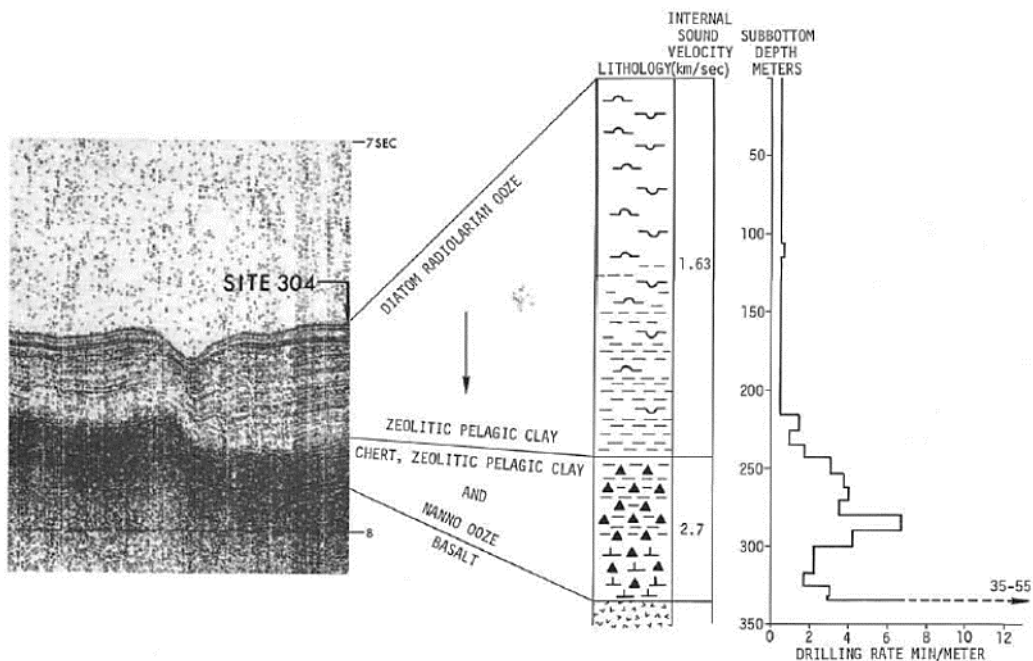 INTERNAL
SOUND SUBBOTTOM
VELOCITY DEPTH
LITHOLOGY(km/sec) METERS
7 SEC
50
DIATOM RADIOLARIAN OOZE
100
SITE 304
1.63
150
200
ZEOLITIC PELAGIC CLAY
CHERT, ZEOLITIC PELAGIC CLAY
250
AND
NANNO OOZE
8
BASALT
2.7
300
35-55
350
0 2 4 6 8 10 12
DRILLING RATE MIN/METER